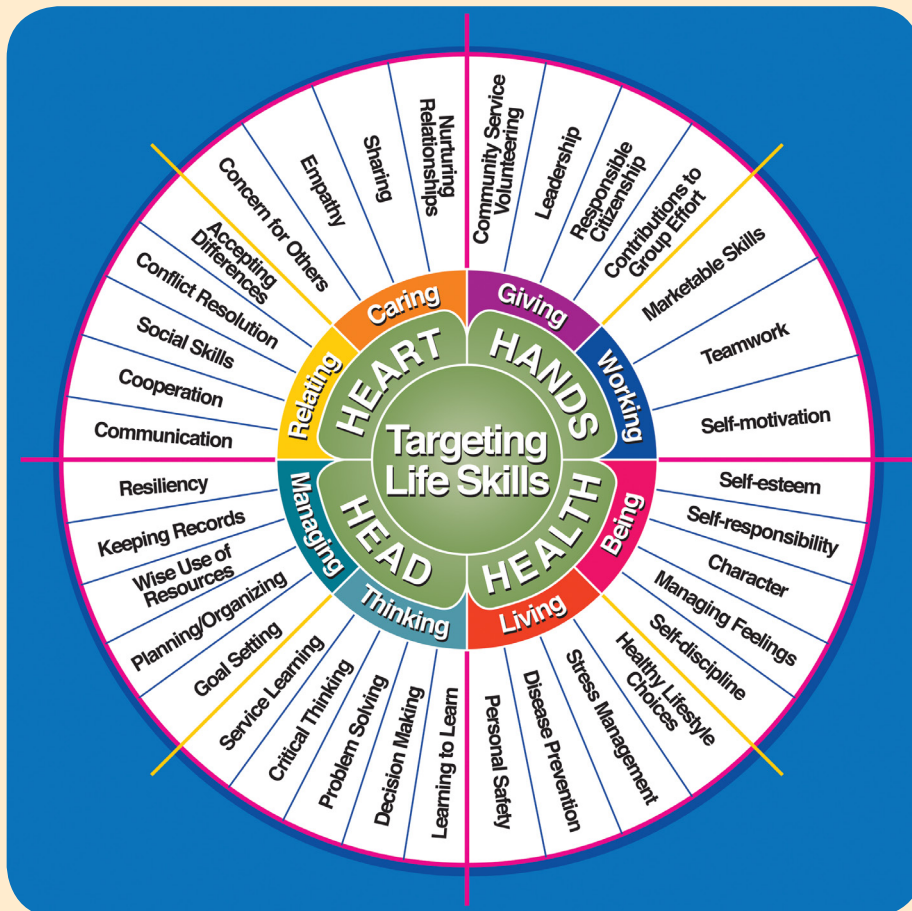 Targeting
Life Skills
HEART
HANDS
HEALTH
HEAD
Caring
Giving
Working
Being
Living
Thinking
Managing
Relating
Community Service
Volunteering
Leadership
Responsible
Citizenship
Contributions to
Group Effort
Marketable Skills
Teamwork
Self-motivation
Self-esteem
Self-responsibility
Character
Managing Feelings
Self-discipline
Healthy Lifestyle
Choices
Stress Management
Disease Prevention
Personal Safety
Learning to Learn
Decision Making
Problem Solving
Critical Thinking
Service Learning
Goal Setting
Planning/Organizing
Wise Use of
Resources
Keeping Records
Resiliency
Communication
Cooperation
Social Skills
Conflict Resolution
Accepting
Differences
Concern for Others
Empathy
Sharing
Nurturing
Relationships